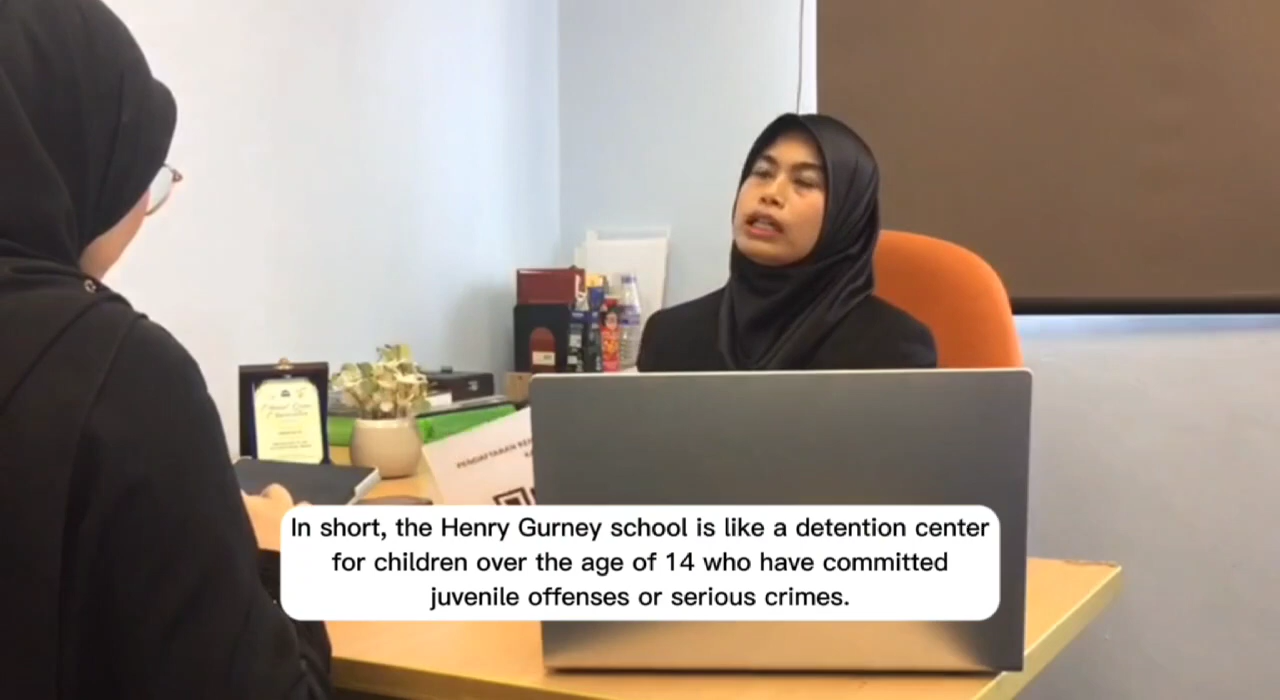 PENDAFTARAN
In short, the Henry Gurney school is like a detention center
for children over the age of 14 who have committed
juvenile offenses or serious crimes.